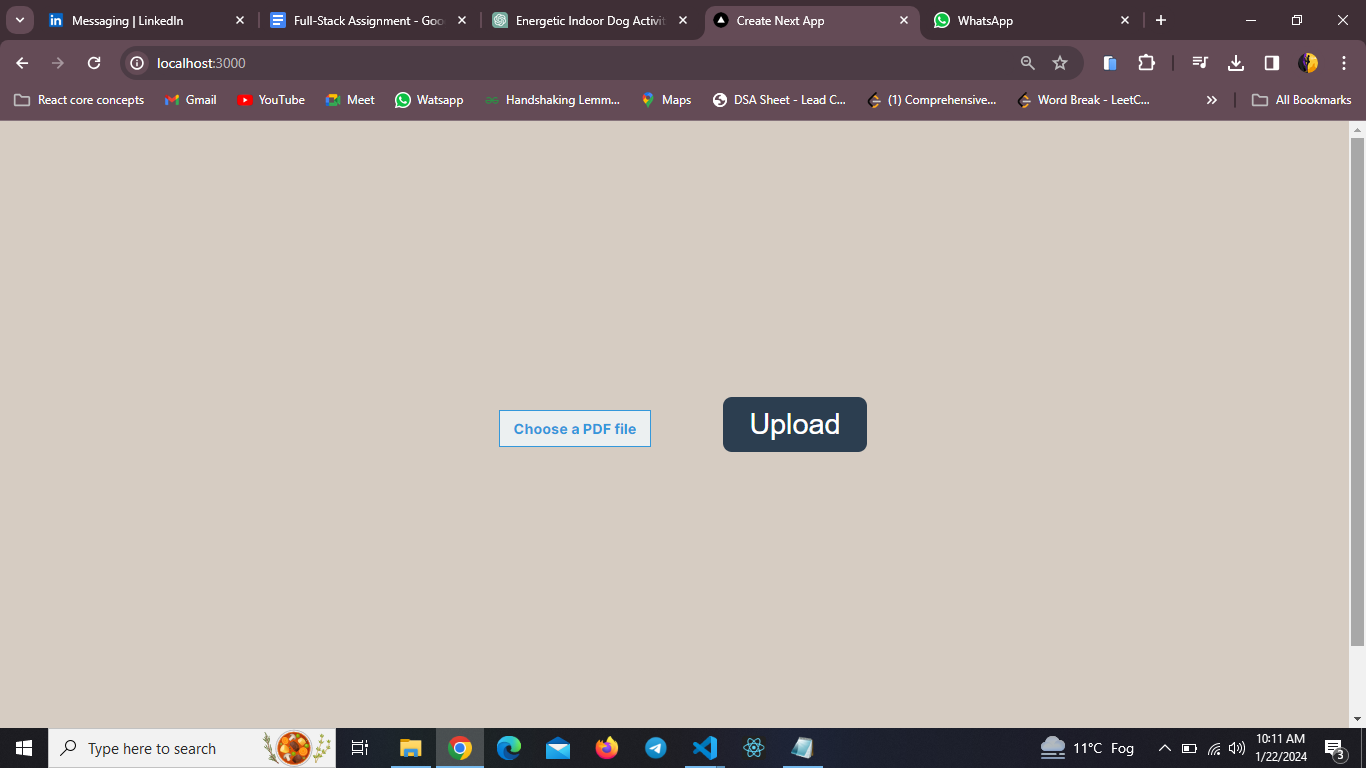 Messaging | LinkedIn
Full-Stack Assignment - Goo
Energetic Indoor Dog Activit
Create Next App
WhatsApp
localhost:3000
React core concepts
Gmail
YouTube
Meet
Watsapp
Handshaking Lemm...
Maps
DSA Sheet - Lead C...
(1) Comprehensive...
Word Break - LeetC...
All Bookmarks
Choose a PDF file
Upload
Type here to search
11°C Fog
10:11 AM
1/22/2024
3